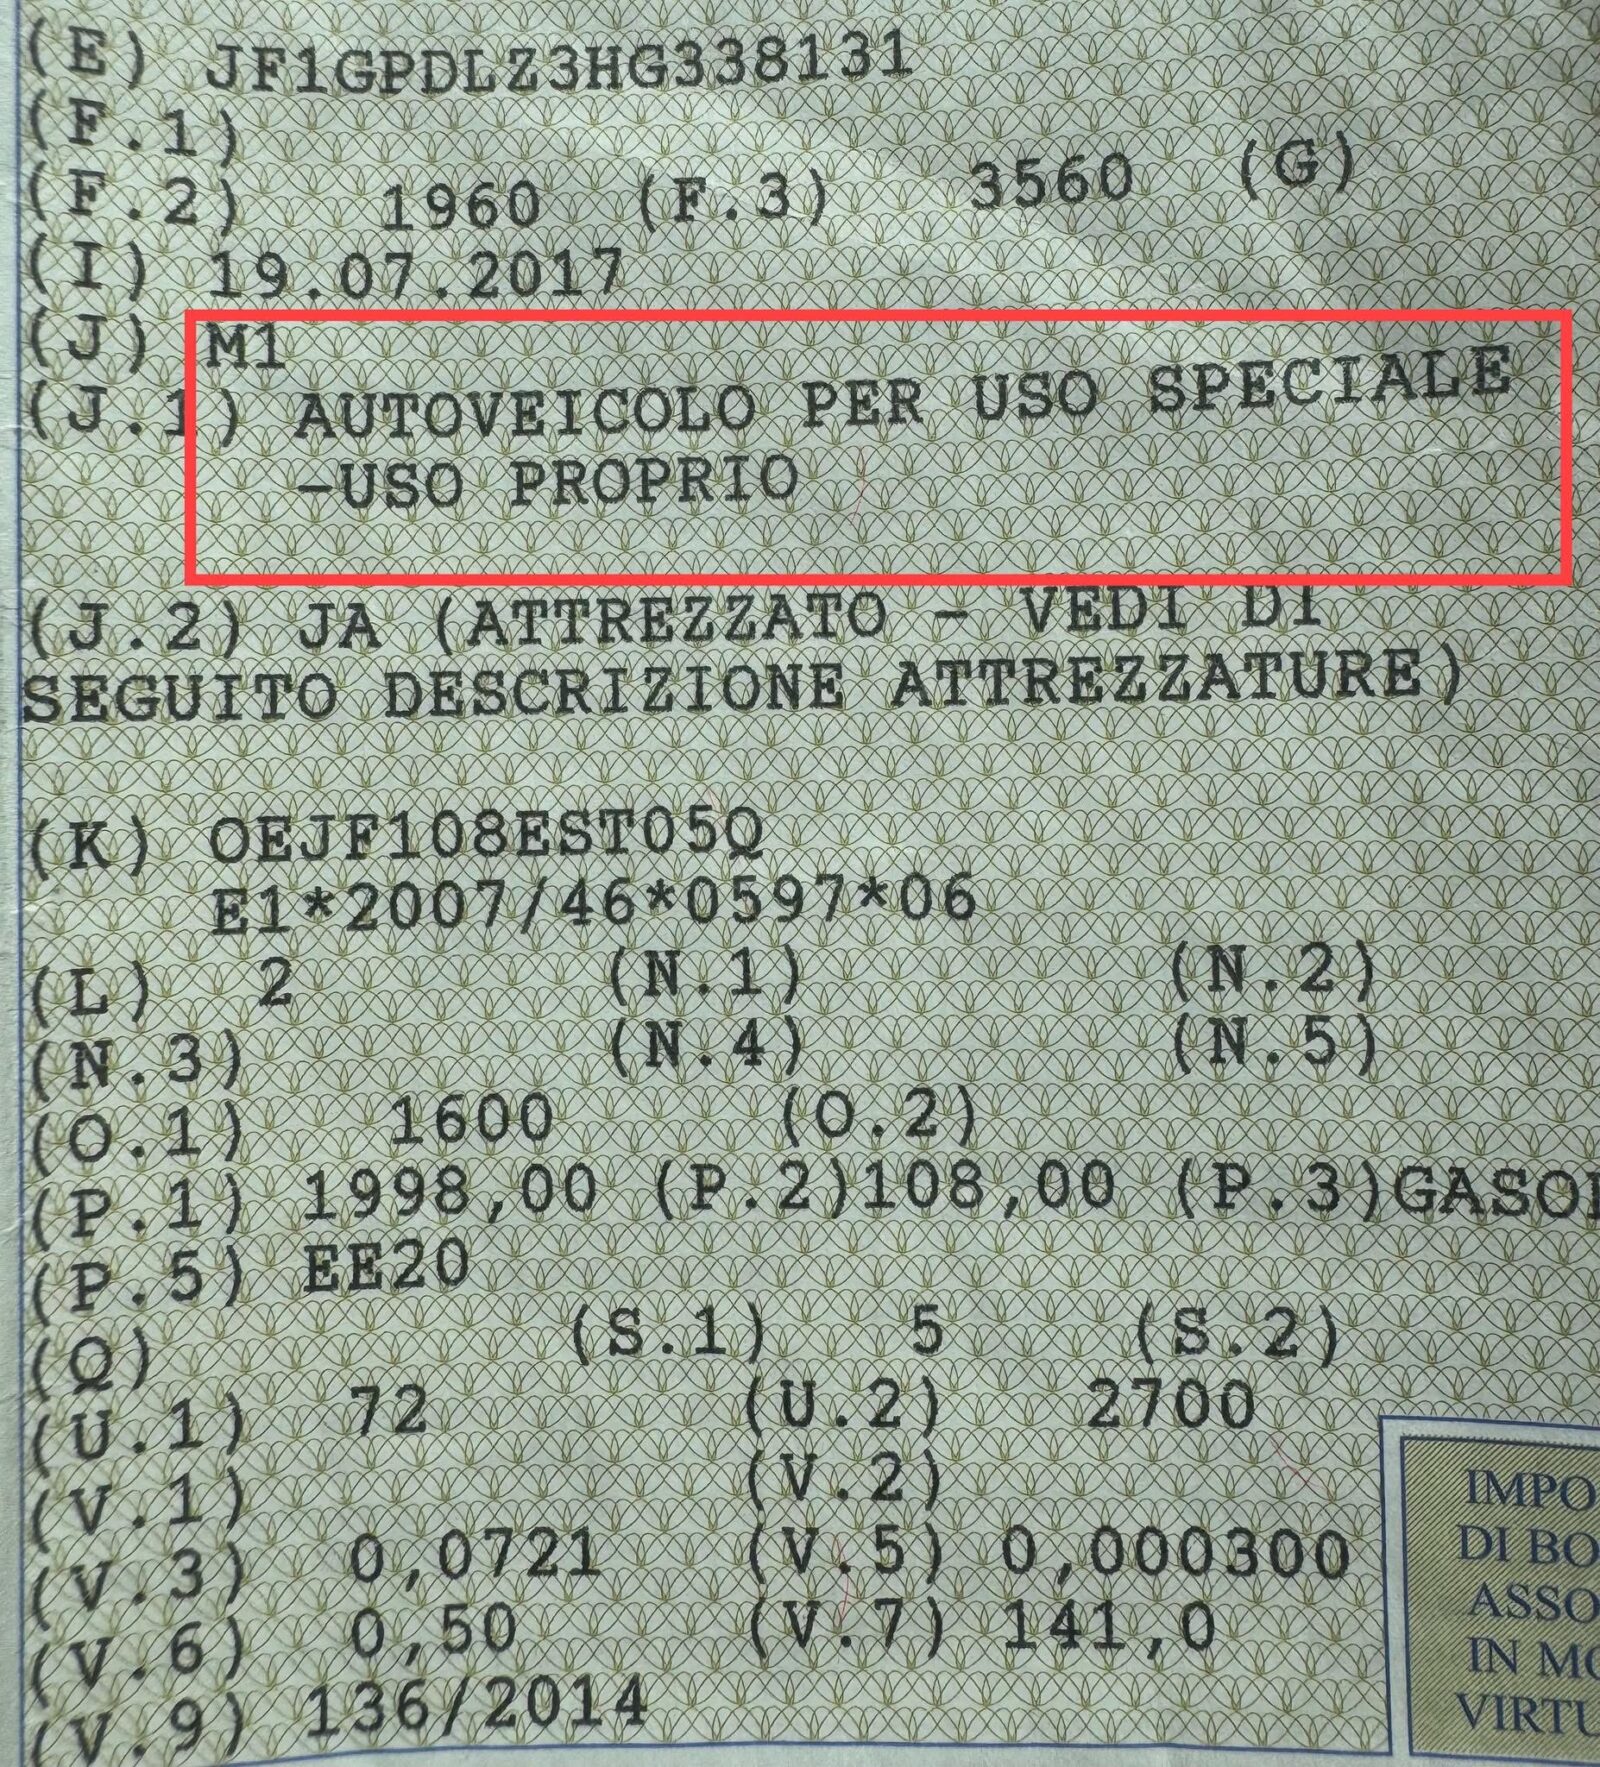 (E) JF1GPDLZ3HG338131
(F.1)
(F.2) 1960 (F.3) 3560 (G)
(I) 19.07.2017
(J) M1
(J.1) AUTOVEICOLO PER USO SPECIALE
-USO PROPRIO
(J.2) JA (ATTREZZATO - VEDI DI
SEGUITO DESCRIZIONE ATTREZZATURE)
(K) OEJF108EST05Q
E1*2007/46*0597*06
(L) 2 (N.1) (N.2)
(N.3) (N.4) (N.5)
(O.1) 1600 (O.2)
(P.1) 1998,00 (P.2)108,00 (P.3)GASOL
(P.5) EE20
(Q) (S.1) 5 (S.2)
(U.1) 72 (U.2) 2700
(V.1) (V.2)
(V.3) 0,0721 (V.5) 0,000300
(V.6) 0,50 (V.7) 141,0
(V.9) 136/2014
IMPO
DI BO
ASSO
IN MO
VIRTU